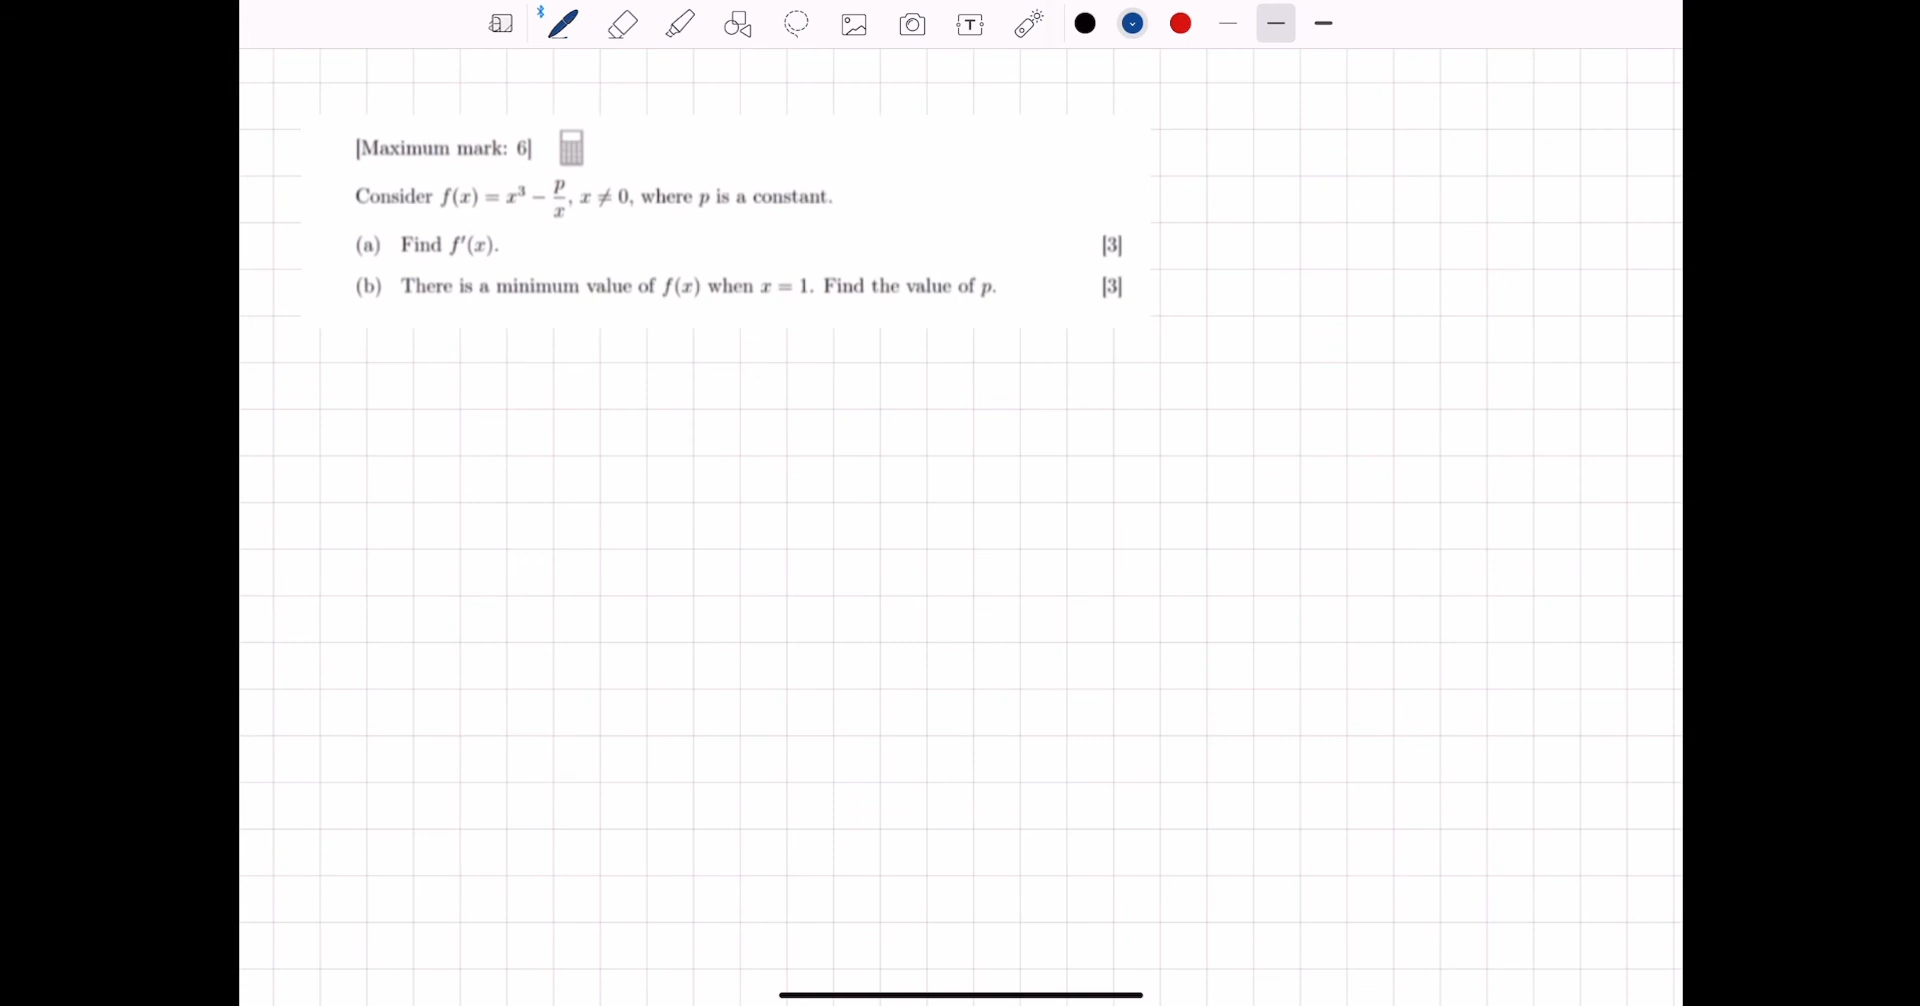 [Maximum mark: 6]
Consider f(x) = x³ − p/x, x ≠ 0, where p is a constant.
(a) Find f′(x). [3]
(b) There is a minimum value of f(x) when x = 1. Find the value of p. [3]